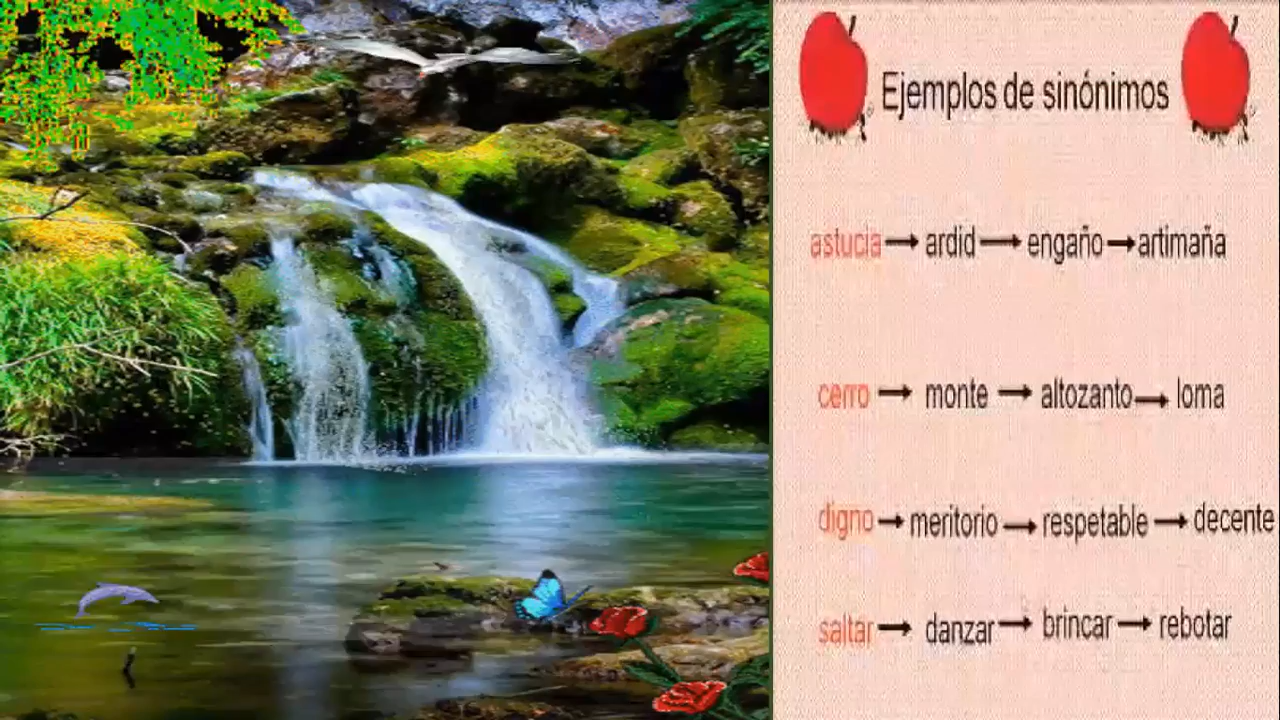 Ejemplos de sinónimos
astucia → ardid → engaño → artimaña
cerro → monte → altozanto → loma
digno → meritorio → respetable → decente
saltar → danzar → brincar → rebotar